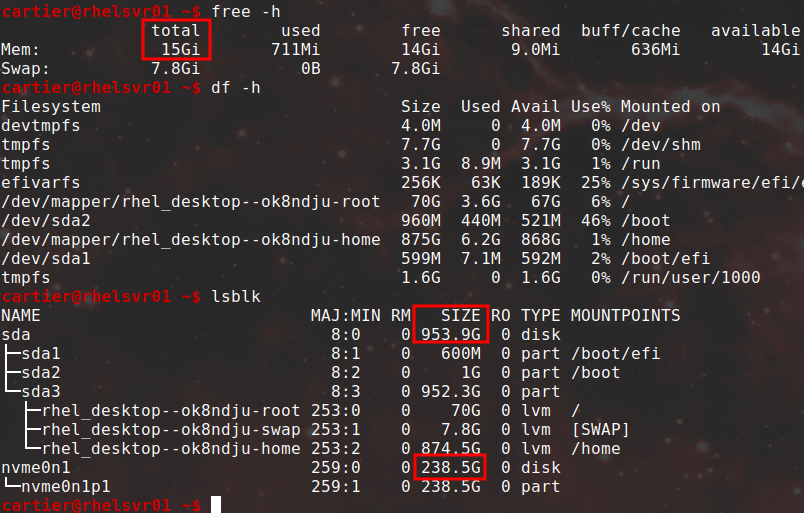 cartier@rhelsvr01 ~$ free -h
total used free shared buff/cache available
Mem: 15Gi 711Mi 14Gi 9.0Mi 636Mi 14Gi
Swap: 7.8Gi 0B 7.8Gi
cartier@rhelsvr01 ~$ df -h
Filesystem Size Used Avail Use% Mounted on
devtmpfs 4.0M 0 4.0M 0% /dev
tmpfs 7.7G 0 7.7G 0% /dev/shm
tmpfs 3.1G 8.9M 3.1G 1% /run
efivarfs 256K 63K 189K 25% /sys/firmware/efi/e
/dev/mapper/rhel_desktop--ok8ndju-root 70G 3.6G 67G 6% /
/dev/sda2 960M 440M 521M 46% /boot
/dev/mapper/rhel_desktop--ok8ndju-home 875G 6.2G 868G 1% /home
/dev/sda1 599M 7.1M 592M 2% /boot/efi
tmpfs 1.6G 0 1.6G 0% /run/user/1000
cartier@rhelsvr01 ~$ lsblk
NAME MAJ:MIN RM SIZE RO TYPE MOUNTPOINTS
sda 8:0 0 953.9G 0 disk
├─sda1 8:1 0 600M 0 part /boot/efi
├─sda2 8:2 0 1G 0 part /boot
└─sda3 8:3 0 952.3G 0 part
├─rhel_desktop--ok8ndju-root 253:0 0 70G 0 lvm /
├─rhel_desktop--ok8ndju-swap 253:1 0 7.8G 0 lvm [SWAP]
└─rhel_desktop--ok8ndju-home 253:2 0 874.5G 0 lvm /home
nvme0n1 259:0 0 238.5G 0 disk
└─nvme0n1p1 259:1 0 238.5G 0 part
cartier@rhelsvr01 ~$